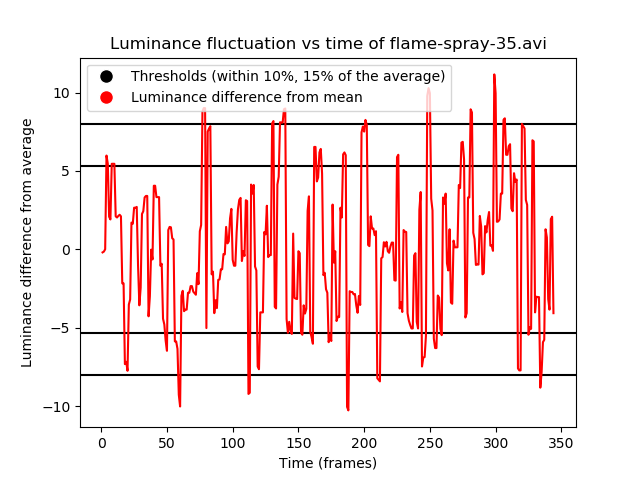 Luminance fluctuation vs time of flame-spray-35.avi
Thresholds (within 10%, 15% of the average)
Luminance difference from mean
Luminance difference from average
10
5
0
−5
−10
0 50 100 150 200 250 300 350
Time (frames)